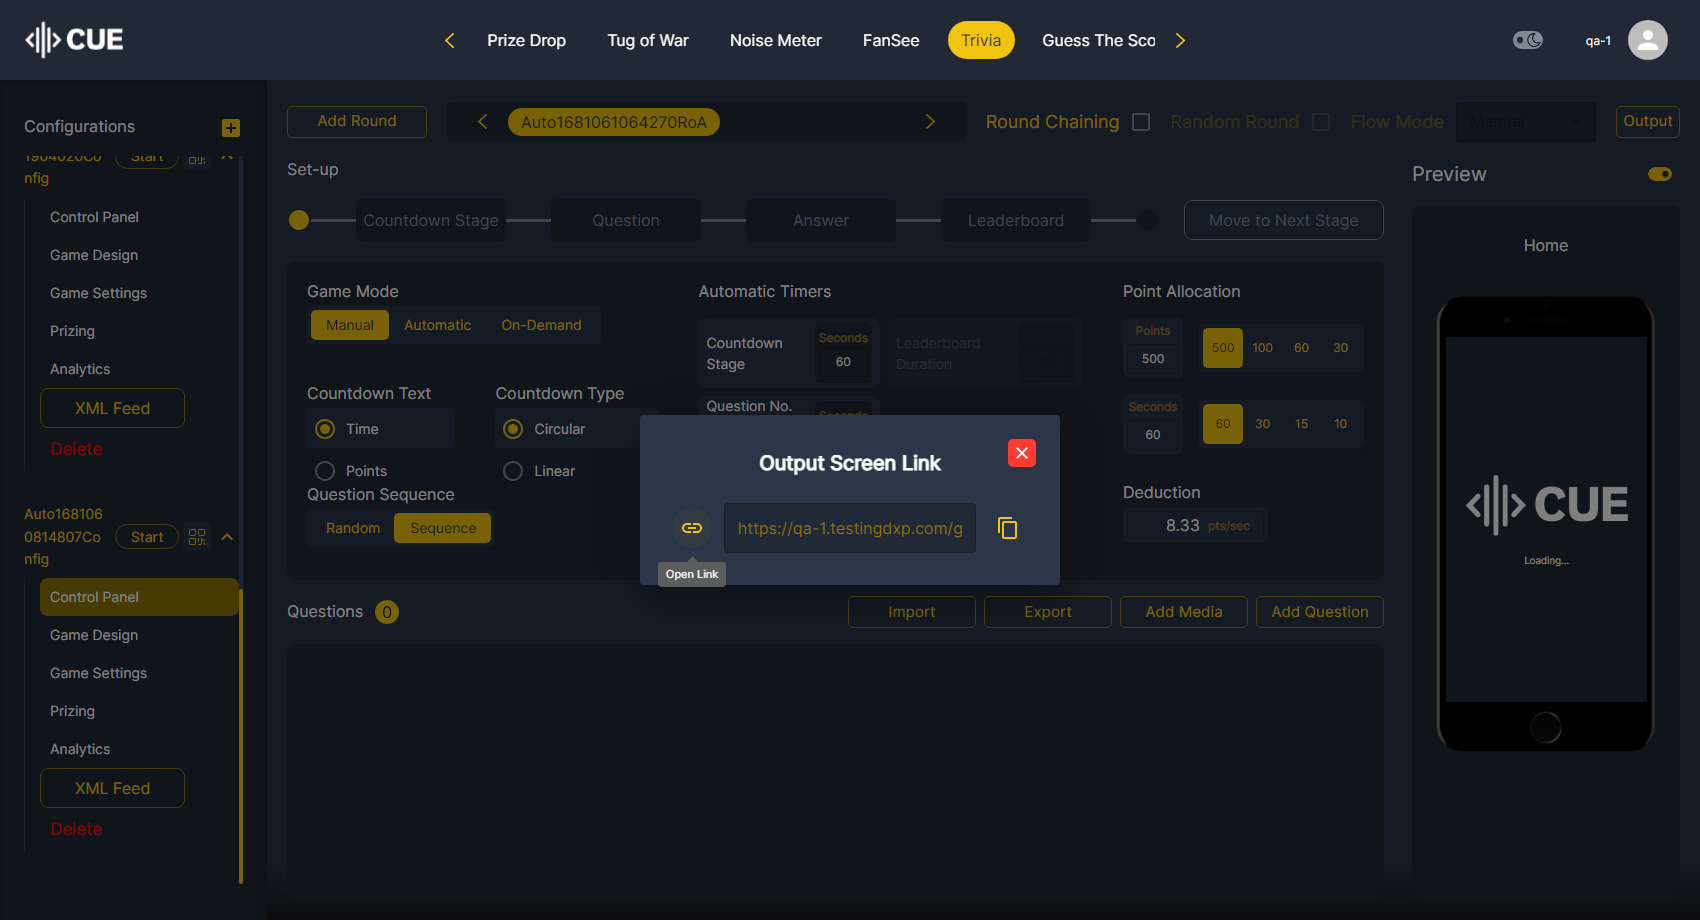 CUE
Prize Drop
Tug of War
Noise Meter
FanSee
Trivia
Guess The Sco
qa-1
Configurations
1904020Co
nfig
Start
Control Panel
Game Design
Game Settings
Prizing
Analytics
XML Feed
Delete
Auto168106
0814807Co
nfig
Start
Control Panel
Game Design
Game Settings
Prizing
Analytics
XML Feed
Delete
Add Round
Auto1681061064270RoA
Round Chaining
Random Round
Flow Mode
Manual
Output
Set-up
Countdown Stage
Question
Answer
Leaderboard
Move to Next Stage
Game Mode
Manual
Automatic
On-Demand
Countdown Text
Time
Points
Countdown Type
Circular
Linear
Question Sequence
Random
Sequence
Automatic Timers
Countdown
Stage
Seconds
60
Leaderboard
Duration
Question No.
Seconds
Point Allocation
Points
500
500
100
60
30
Seconds
60
60
30
15
10
Deduction
8.33
pts/sec
Output Screen Link
https://qa-1.testingdxp.com/g
Open Link
Questions
0
Import
Export
Add Media
Add Question
Preview
Home
CUE
Loading...